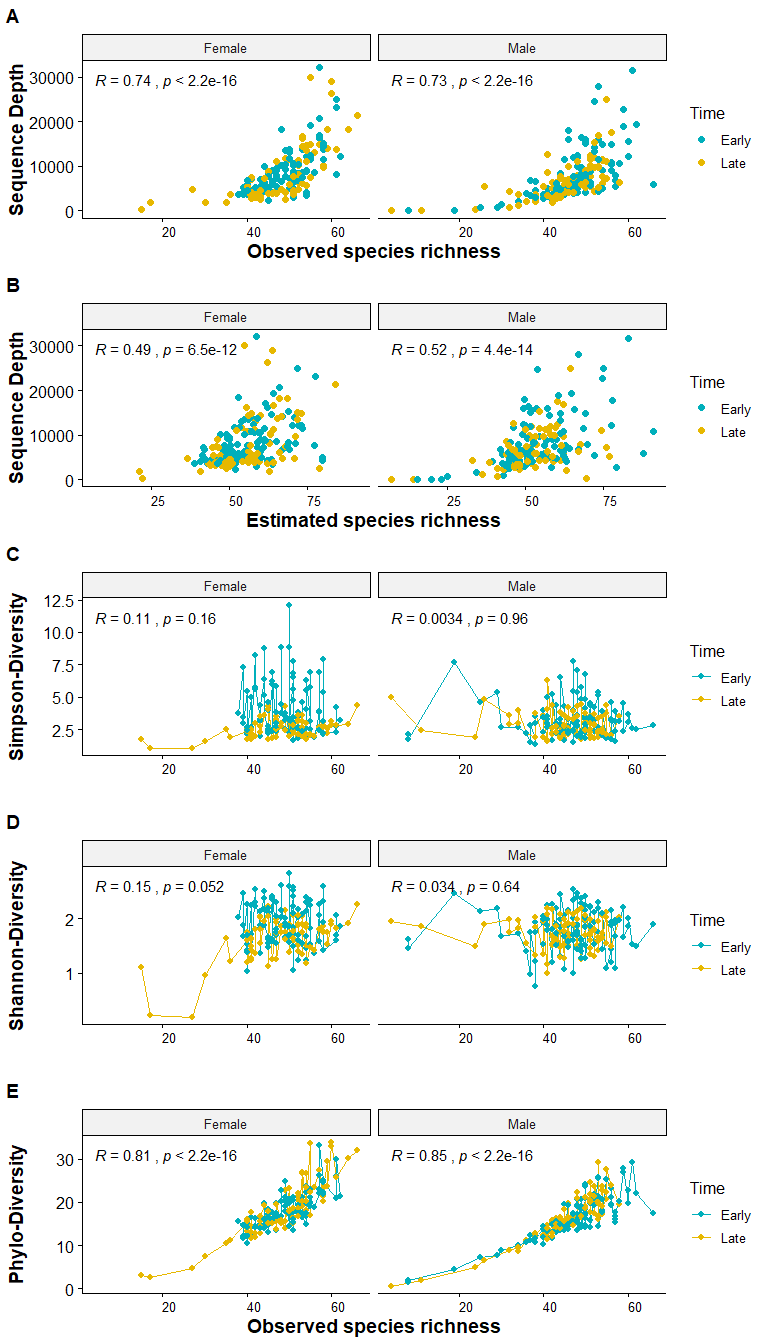 A
Female
Male
R = 0.74 , p < 2.2e-16
R = 0.73 , p < 2.2e-16
Sequence Depth
30000
20000
10000
0
20
40
60
20
40
60
Observed species richness
Time
Early
Late
B
Female
Male
R = 0.49 , p = 6.5e-12
R = 0.52 , p = 4.4e-14
Sequence Depth
30000
20000
10000
0
25
50
75
25
50
75
Estimated species richness
Time
Early
Late
C
Female
Male
R = 0.11 , p = 0.16
R = 0.0034 , p = 0.96
Simpson-Diversity
12.5
10.0
7.5
5.0
2.5
20
40
60
20
40
60
Time
Early
Late
D
Female
Male
R = 0.15 , p = 0.052
R = 0.034 , p = 0.64
Shannon-Diversity
2
1
20
40
60
20
40
60
Time
Early
Late
E
Female
Male
R = 0.81 , p < 2.2e-16
R = 0.85 , p < 2.2e-16
Phylo-Diversity
30
20
10
0
20
40
60
20
40
60
Observed species richness
Time
Early
Late